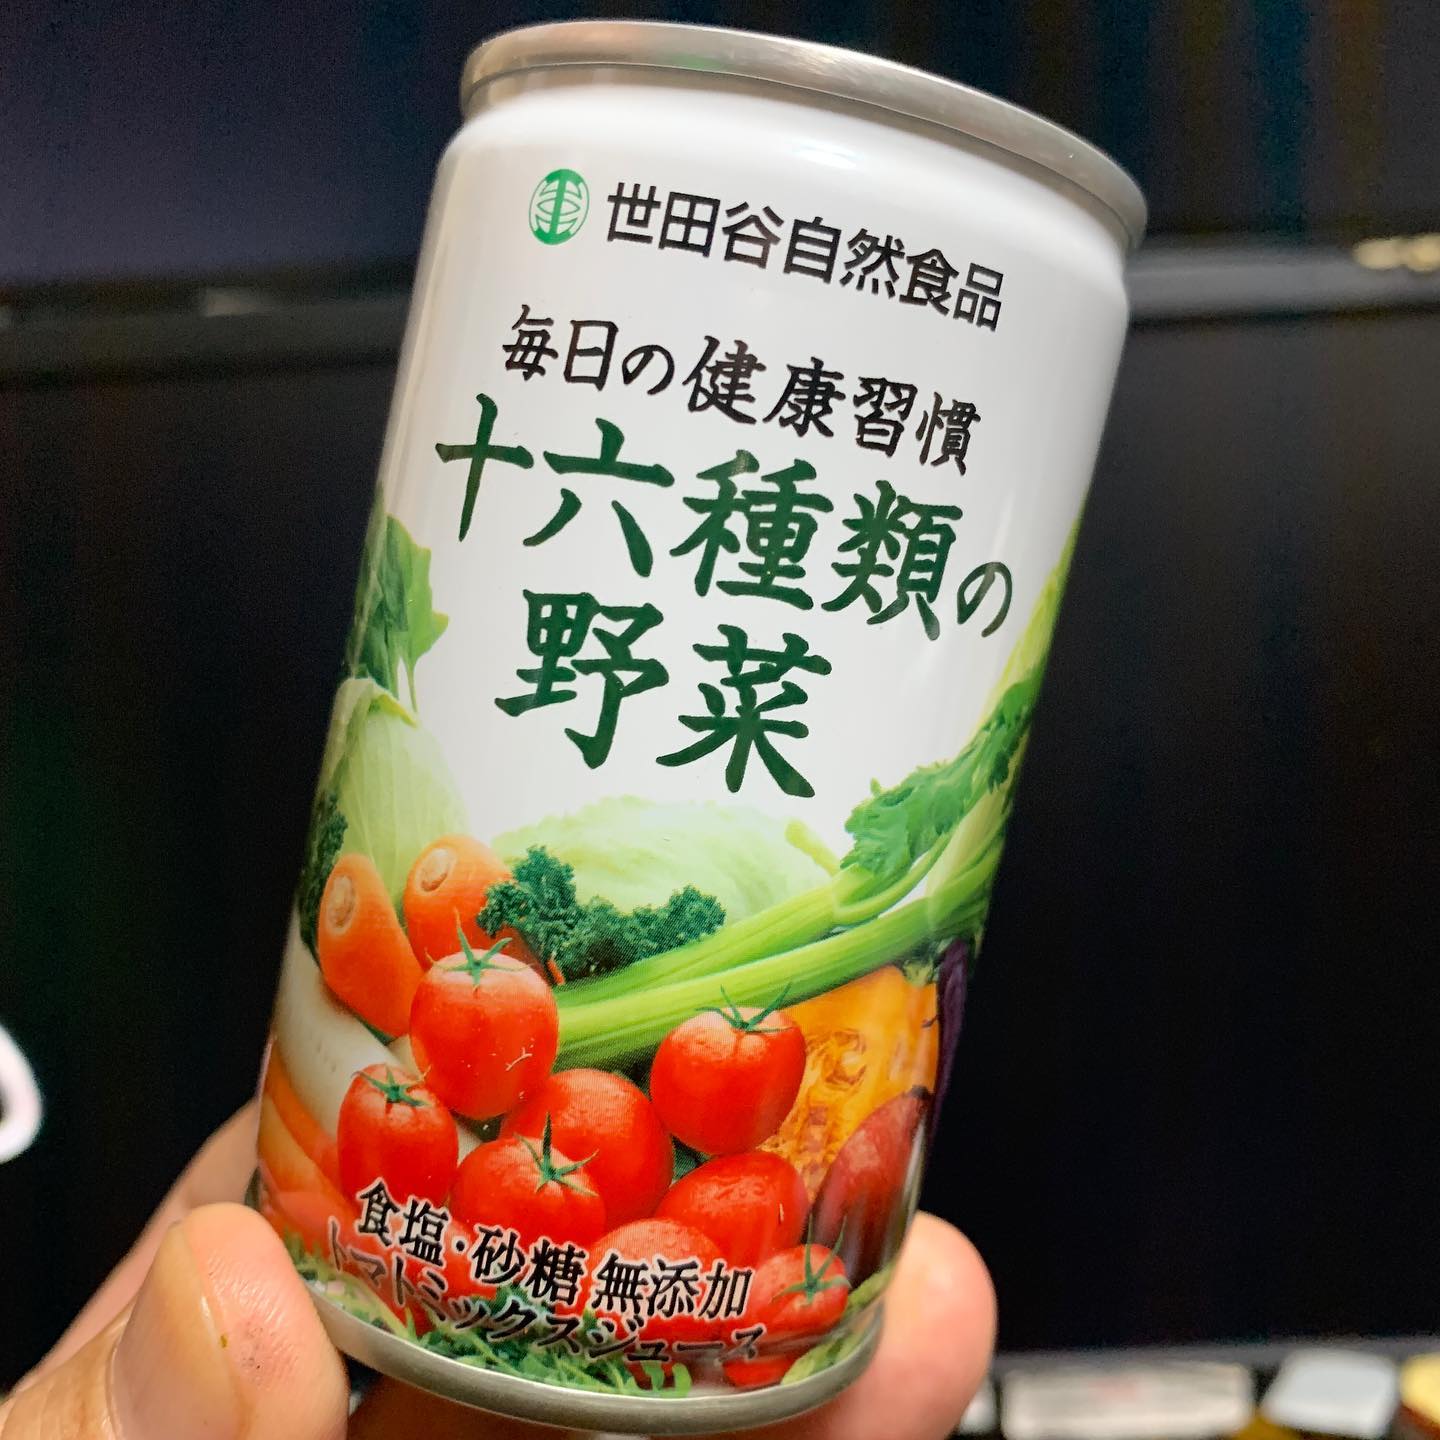 世田谷自然食品
毎日の健康習慣
十六種類の
野菜
食塩・砂糖 無添加
トマトミックスジュース